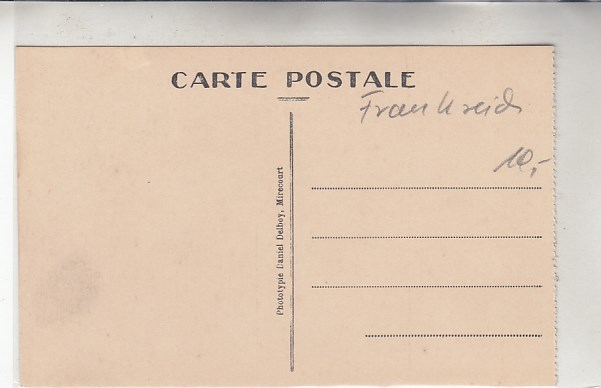 CARTE POSTALE
Frankreich
10,-
Phototypie Daniel Delboy, Mirecourt